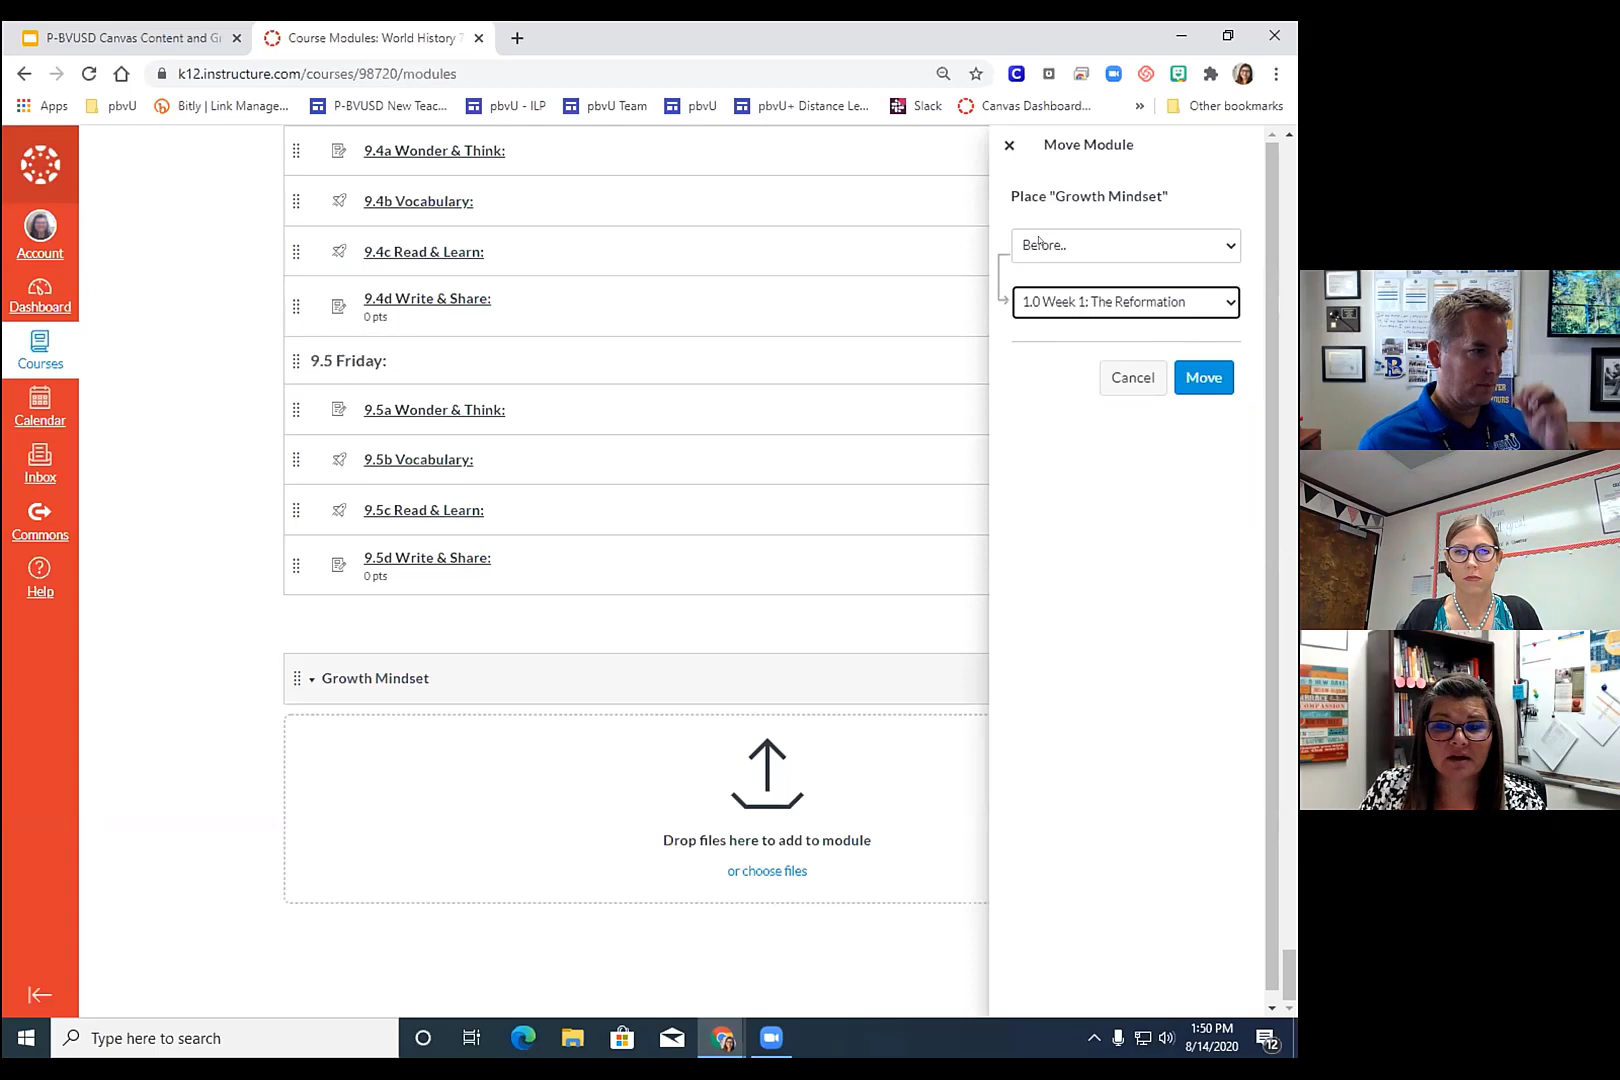 P-BVUSD Canvas Content and Gr
Course Modules: World History 7
k12.instructure.com/courses/98720/modules
Apps
pbvU
Bitly | Link Manage...
P-BVUSD New Teac...
pbvU - ILP
pbvU Team
pbvU
pbvU+ Distance Le...
Slack
Canvas Dashboard...
»
Other bookmarks
Account
Dashboard
Courses
Calendar
Inbox
Commons
Help
9.4a Wonder & Think:
9.4b Vocabulary:
9.4c Read & Learn:
9.4d Write & Share:
0 pts
9.5 Friday:
9.5a Wonder & Think:
9.5b Vocabulary:
9.5c Read & Learn:
9.5d Write & Share:
0 pts
Growth Mindset
Drop files here to add to module
or choose files
Move Module
Place "Growth Mindset"
Before..
1.0 Week 1: The Reformation
Cancel
Move
COMPASSION
Type here to search
1:50 PM
8/14/2020
12